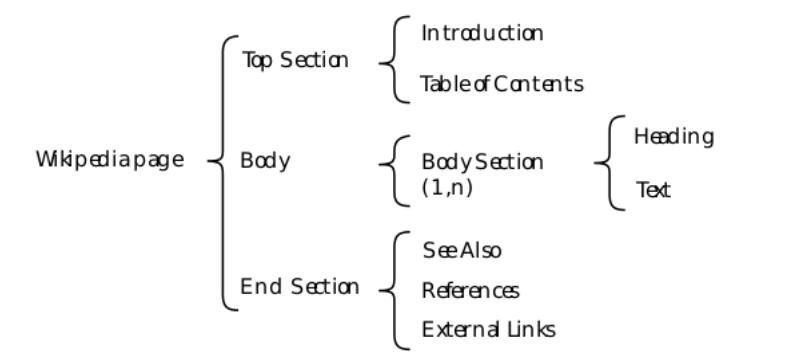 Introduction
Top Section
Table of Contents
Heading
Wikipedia page
Body
Body Section
(1,n)
Text
See Also
End Section
References
External Links